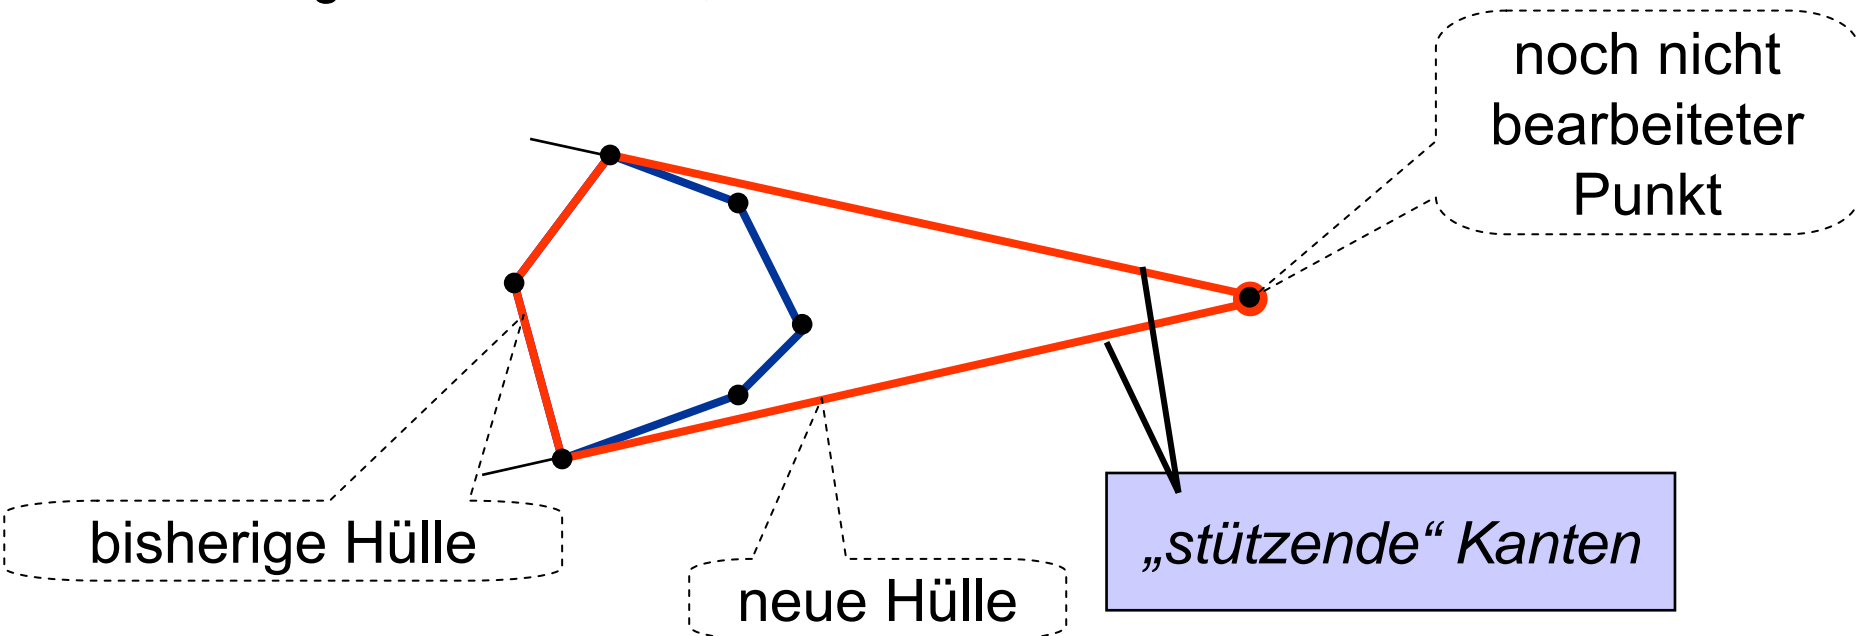 noch nicht
bearbeiteter
Punkt
bisherige Hülle
„stützende“ Kanten
neue Hülle